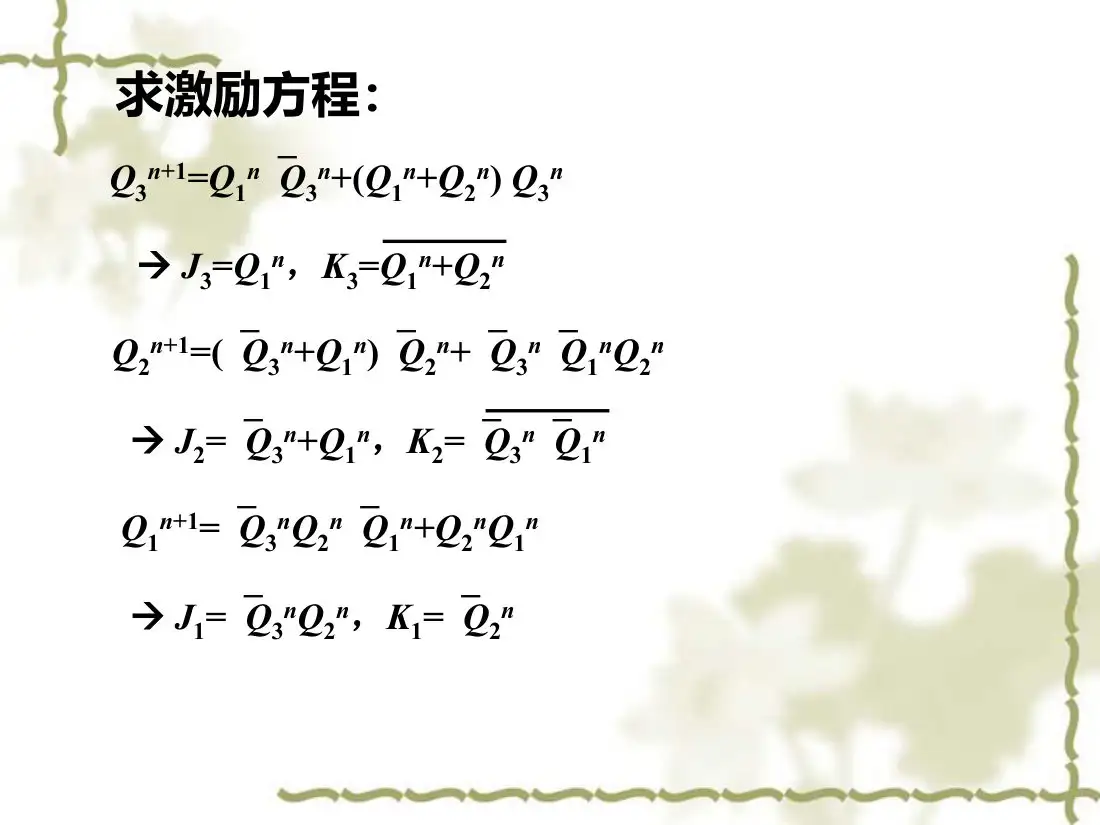 求激励方程：
Q₃ⁿ⁺¹=Q₁ⁿ Q̅₃ⁿ+(Q₁ⁿ+Q₂ⁿ) Q₃ⁿ
→ J₃=Q₁ⁿ，K₃=\overline{Q₁ⁿ+Q₂ⁿ}
Q₂ⁿ⁺¹=( Q̅₃ⁿ+Q₁ⁿ) Q̅₂ⁿ+ Q̅₃ⁿ Q̅₁ⁿQ₂ⁿ
→ J₂= Q̅₃ⁿ+Q₁ⁿ，K₂= \overline{Q̅₃ⁿ Q̅₁ⁿ}
Q₁ⁿ⁺¹= Q̅₃ⁿQ₂ⁿ Q̅₁ⁿ+Q₂ⁿQ₁ⁿ
→ J₁= Q̅₃ⁿQ₂ⁿ，K₁= Q̅₂ⁿ